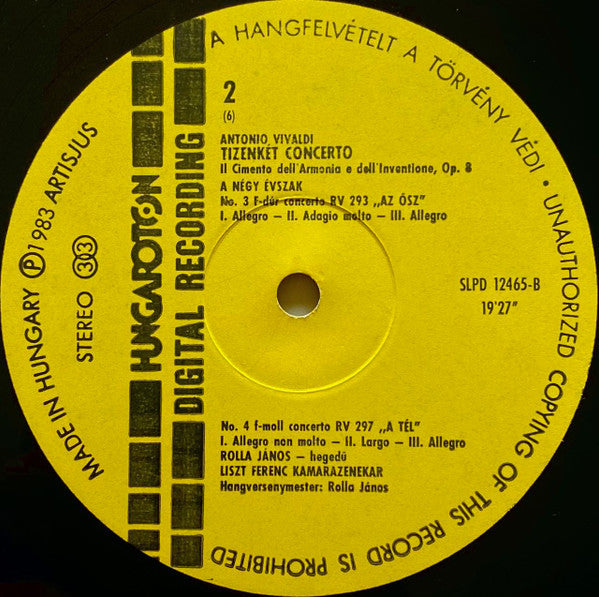 A HANGFELVÉTELT A TÖRVÉNY VÉDI • UNAUTHORIZED COPYING OF THIS RECORD IS PROHIBITED
MADE IN HUNGARY Ⓟ 1983 ARTISJUS
STEREO 33
HUNGAROTON
DIGITAL RECORDING
2
(6)
ANTONIO VIVALDI
TIZENKÉT CONCERTO
Il Cimento dell'Armonia e dell'Inventione, Op. 8
A NÉGY ÉVSZAK
No. 3 F-dúr concerto RV 293 „AZ ŐSZ”
I. Allegro – II. Adagio molto – III. Allegro
SLPD 12465-B
19'27"
No. 4 f-moll concerto RV 297 „A TÉL”
I. Allegro non molto – II. Largo – III. Allegro
ROLLA JÁNOS – hegedű
LISZT FERENC KAMARAZENEKAR
Hangversenymester: Rolla János